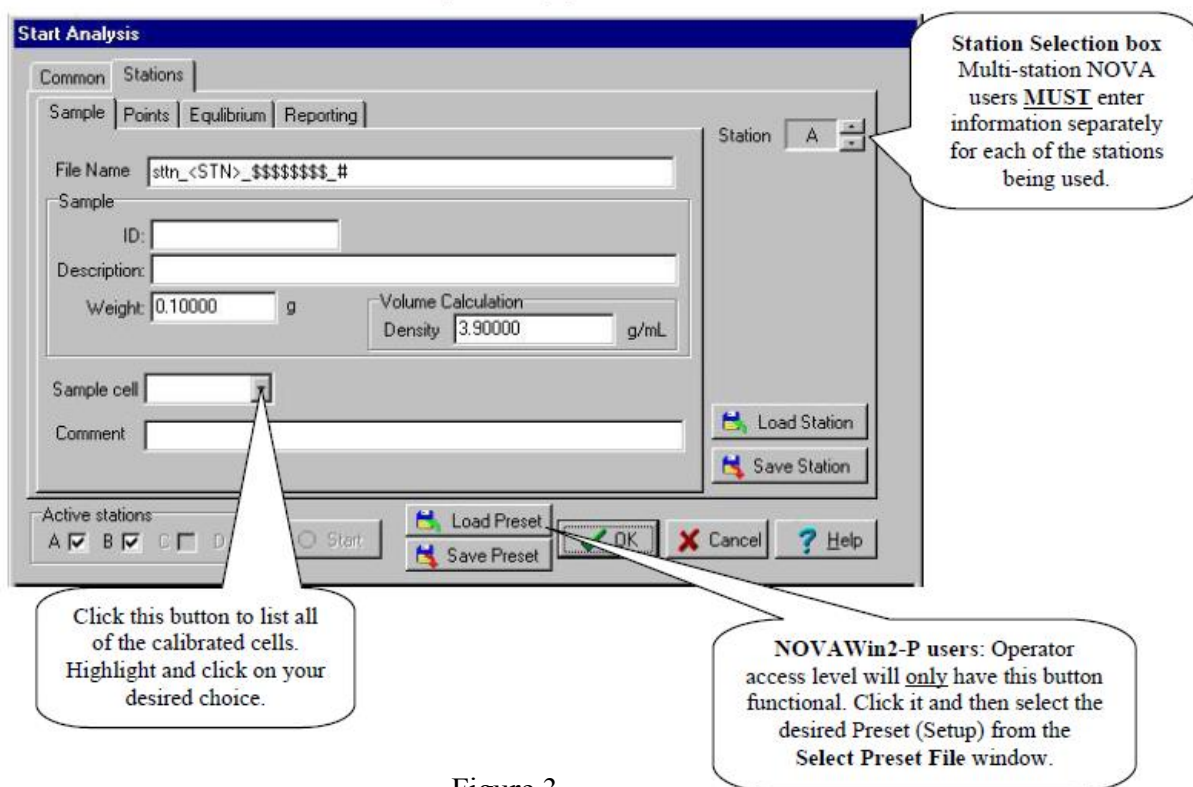 Start Analysis
Common Stations
Sample Points Equlibrium Reporting
File Name sttn_<STN>_$$$$$$$$_#
Sample
ID:
Description:
Weight: 0.10000 g
Volume Calculation
Density 3.90000 g/mL
Sample cell
Comment
Station A
Load Station
Save Station
Active stations
A B C D
Start
Load Preset
Save Preset
OK
Cancel
Help
Station Selection box
Multi-station NOVA
users MUST enter
information separately
for each of the stations
being used.
Click this button to list all
of the calibrated cells.
Highlight and click on your
desired choice.
NOVAWin2-P users: Operator
access level will only have this button
functional. Click it and then select the
desired Preset (Setup) from the
Select Preset File window.
Figure 3